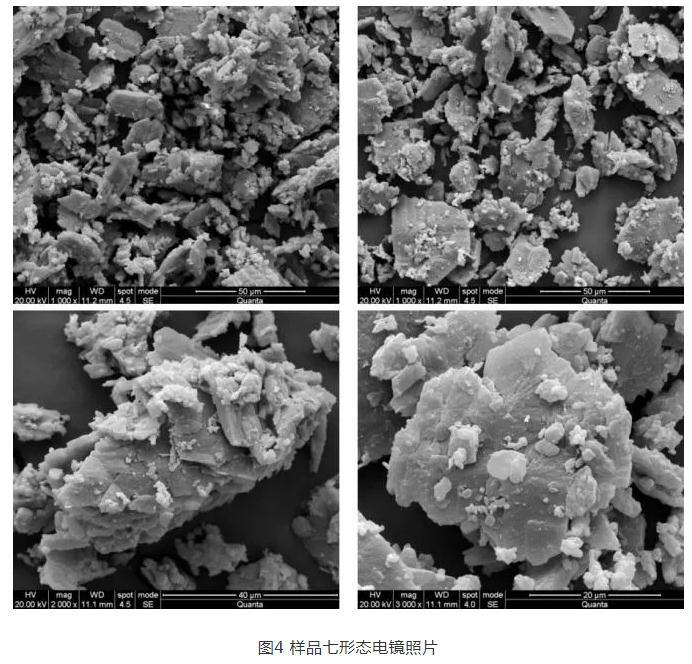 HV mag WD spot mode 50 µm
20.00 kV 1 000 x 11.2 mm 4.5 SE Quanta
HV mag WD spot mode 50 µm
20.00 kV 1 000 x 11.2 mm 4.5 SE Quanta
HV mag WD spot mode 40 µm
20.00 kV 2 000 x 11.1 mm 4.5 SE Quanta
HV mag WD spot mode 20 µm
20.00 kV 3 000 x 11.1 mm 4.0 SE Quanta
图4 样品七形态电镜照片